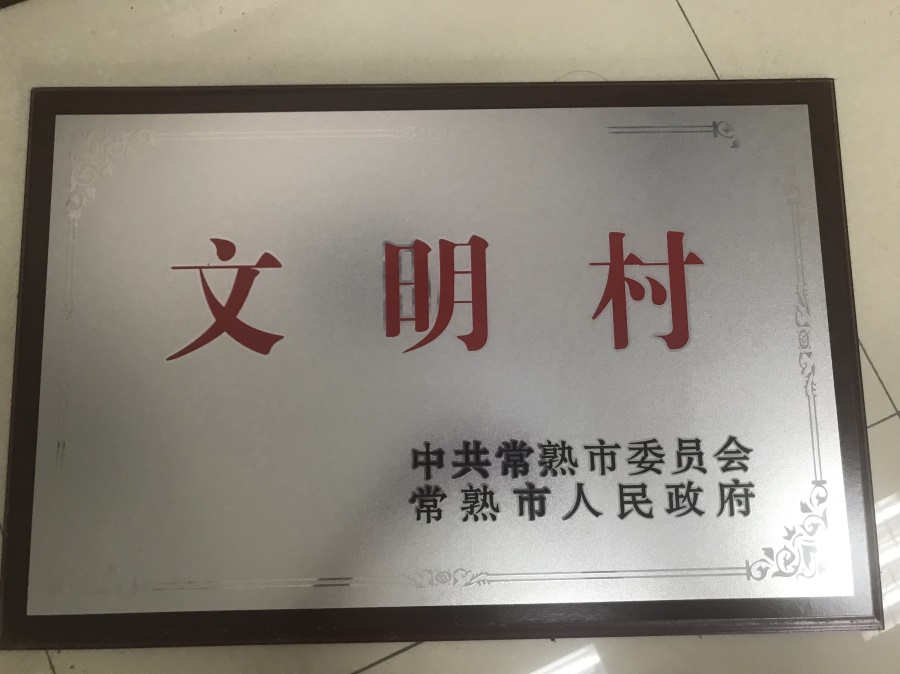 文明村
中共常熟市委员会
常熟市人民政府